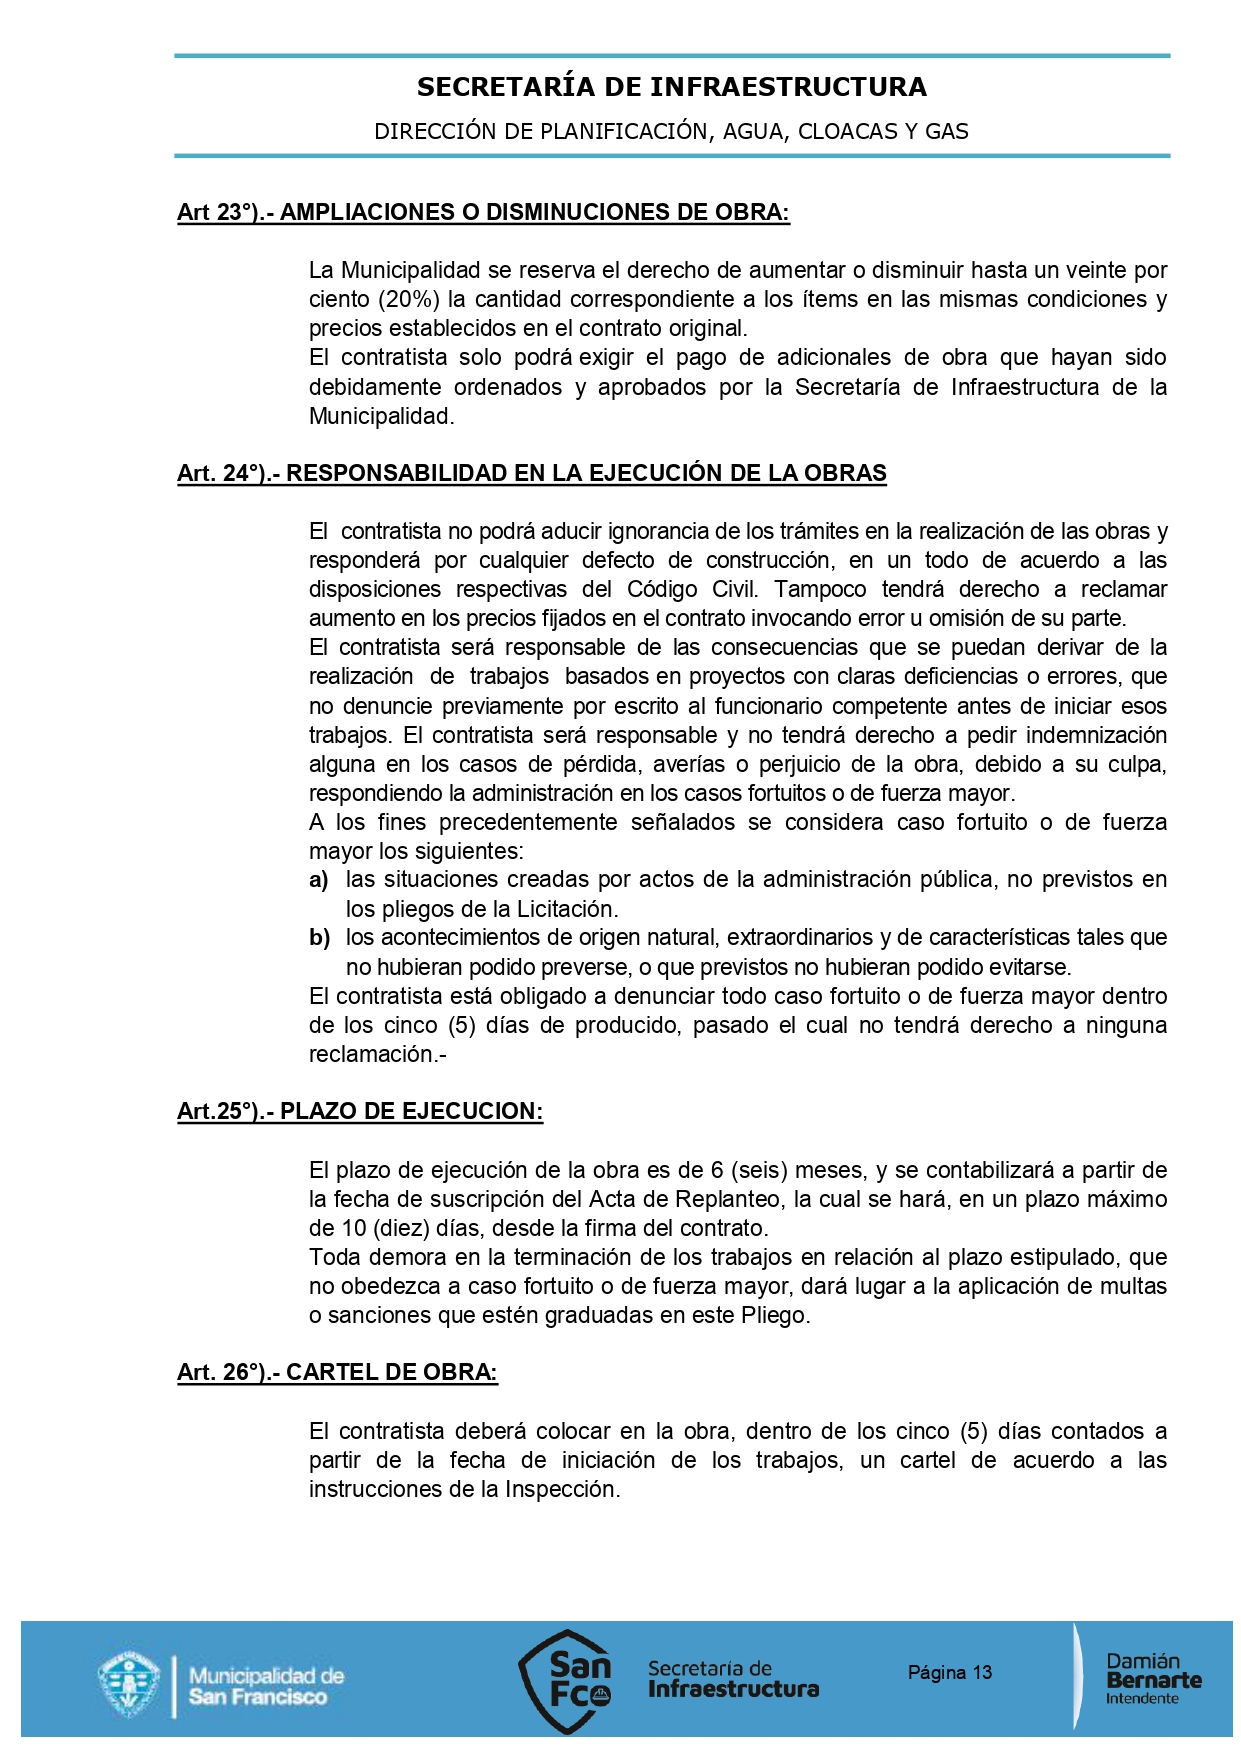 SECRETARÍA DE INFRAESTRUCTURA
DIRECCIÓN DE PLANIFICACIÓN, AGUA, CLOACAS Y GAS
Art 23°).- AMPLIACIONES O DISMINUCIONES DE OBRA:
La Municipalidad se reserva el derecho de aumentar o disminuir hasta un veinte por
ciento (20%) la cantidad correspondiente a los ítems en las mismas condiciones y
precios establecidos en el contrato original.
El contratista solo podrá exigir el pago de adicionales de obra que hayan sido
debidamente ordenados y aprobados por la Secretaría de Infraestructura de la
Municipalidad.
Art. 24°).- RESPONSABILIDAD EN LA EJECUCIÓN DE LA OBRAS
El contratista no podrá aducir ignorancia de los trámites en la realización de las obras y
responderá por cualquier defecto de construcción, en un todo de acuerdo a las
disposiciones respectivas del Código Civil. Tampoco tendrá derecho a reclamar
aumento en los precios fijados en el contrato invocando error u omisión de su parte.
El contratista será responsable de las consecuencias que se puedan derivar de la
realización de trabajos basados en proyectos con claras deficiencias o errores, que
no denuncie previamente por escrito al funcionario competente antes de iniciar esos
trabajos. El contratista será responsable y no tendrá derecho a pedir indemnización
alguna en los casos de pérdida, averías o perjuicio de la obra, debido a su culpa,
respondiendo la administración en los casos fortuitos o de fuerza mayor.
A los fines precedentemente señalados se considera caso fortuito o de fuerza
mayor los siguientes:
a) las situaciones creadas por actos de la administración pública, no previstos en
los pliegos de la Licitación.
b) los acontecimientos de origen natural, extraordinarios y de características tales que
no hubieran podido preverse, o que previstos no hubieran podido evitarse.
El contratista está obligado a denunciar todo caso fortuito o de fuerza mayor dentro
de los cinco (5) días de producido, pasado el cual no tendrá derecho a ninguna
reclamación.-
Art.25°).- PLAZO DE EJECUCION:
El plazo de ejecución de la obra es de 6 (seis) meses, y se contabilizará a partir de
la fecha de suscripción del Acta de Replanteo, la cual se hará, en un plazo máximo
de 10 (diez) días, desde la firma del contrato.
Toda demora en la terminación de los trabajos en relación al plazo estipulado, que
no obedezca a caso fortuito o de fuerza mayor, dará lugar a la aplicación de multas
o sanciones que estén graduadas en este Pliego.
Art. 26°).- CARTEL DE OBRA:
El contratista deberá colocar en la obra, dentro de los cinco (5) días contados a
partir de la fecha de iniciación de los trabajos, un cartel de acuerdo a las
instrucciones de la Inspección.
Municipalidad de
San Francisco
San
Fco
Secretaría de
Infraestructura
Página 13
Damián
Bernarte
Intendente